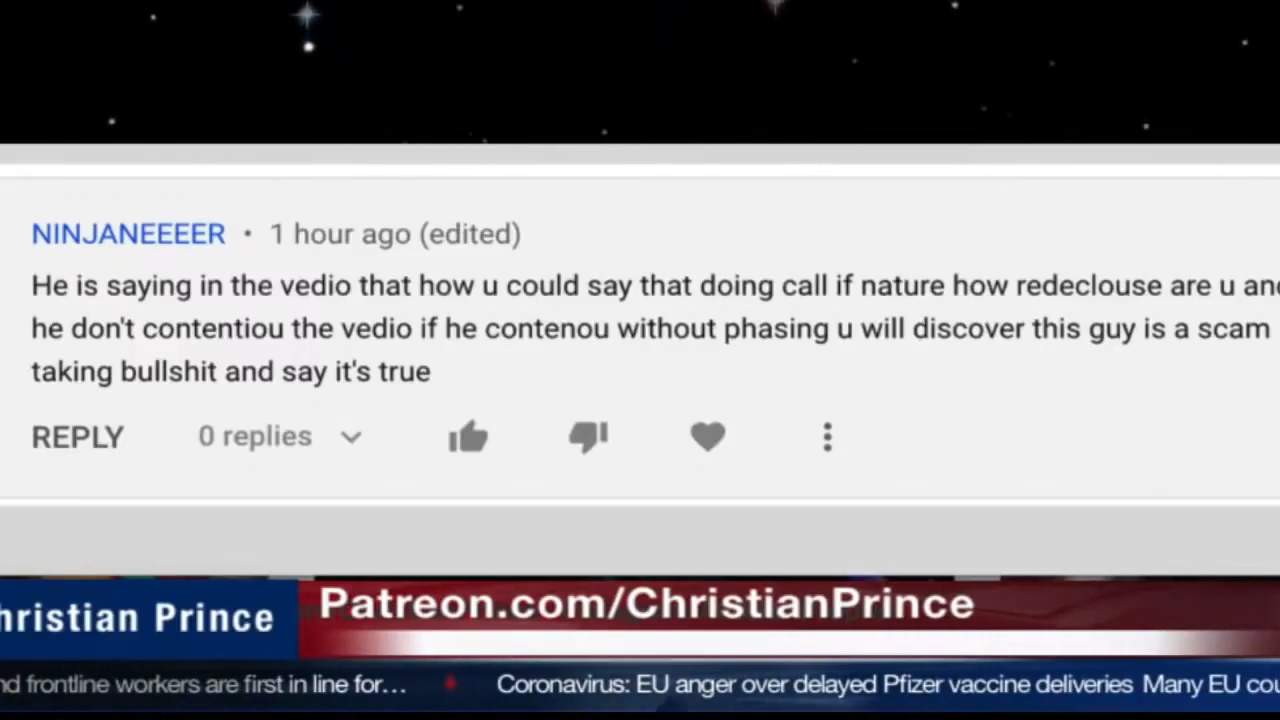 NINJANEEEER • 1 hour ago (edited)
He is saying in the vedio that how u could say that doing call if nature how redeclouse are u and
he don't contentiou the vedio if he contenou without phasing u will discover this guy is a scam
taking bullshit and say it's true
REPLY 0 replies
hristian Prince
Patreon.com/ChristianPrince
nd frontline workers are first in line for… Coronavirus: EU anger over delayed Pfizer vaccine deliveries Many EU cou